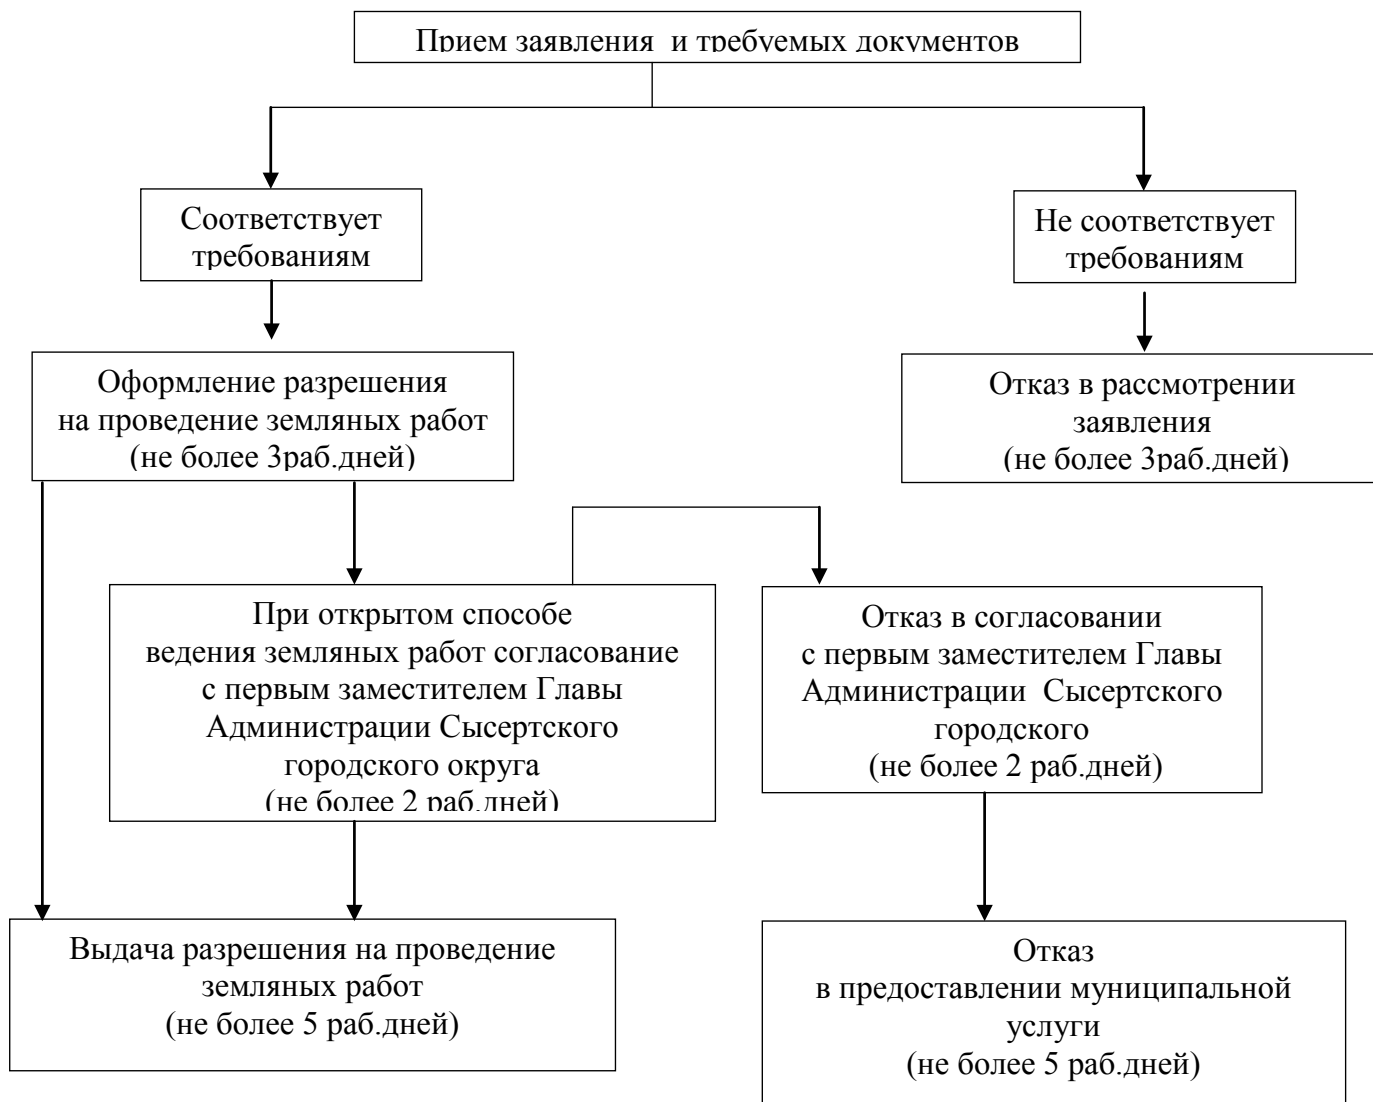 Прием заявления и требуемых документов
Соответствует
требованиям
Не соответствует
требованиям
Оформление разрешения
на проведение земляных работ
(не более 3раб.дней)
Отказ в рассмотрении
заявления
(не более 3раб.дней)
При открытом способе
ведения земляных работ согласование
с первым заместителем Главы
Администрации Сысертского
городского округа
(не более 2 раб.дней)
Отказ в согласовании
с первым заместителем Главы
Администрации Сысертского
городского
(не более 2 раб.дней)
Выдача разрешения на проведение
земляных работ
(не более 5 раб.дней)
Отказ
в предоставлении муниципальной
услуги
(не более 5 раб.дней)